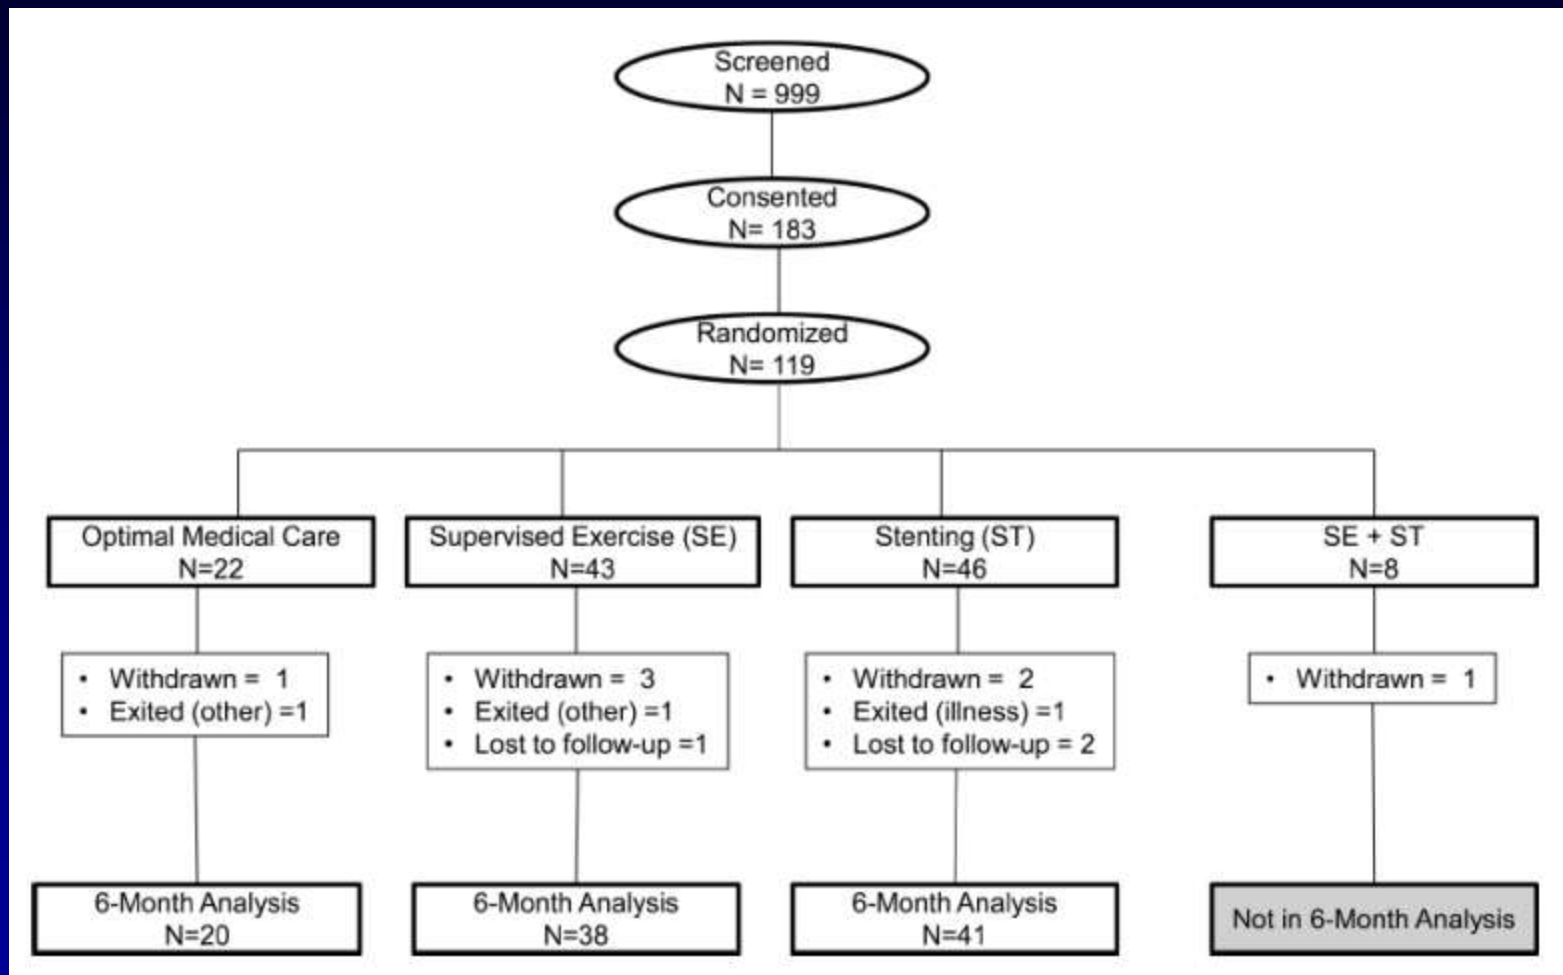 Screened
N = 999
Consented
N= 183
Randomized
N= 119
Optimal Medical Care
N=22
Supervised Exercise (SE)
N=43
Stenting (ST)
N=46
SE + ST
N=8
• Withdrawn = 1
• Exited (other) =1
• Withdrawn = 3
• Exited (other) =1
• Lost to follow-up =1
• Withdrawn = 2
• Exited (illness) =1
• Lost to follow-up = 2
• Withdrawn = 1
6-Month Analysis
N=20
6-Month Analysis
N=38
6-Month Analysis
N=41
Not in 6-Month Analysis